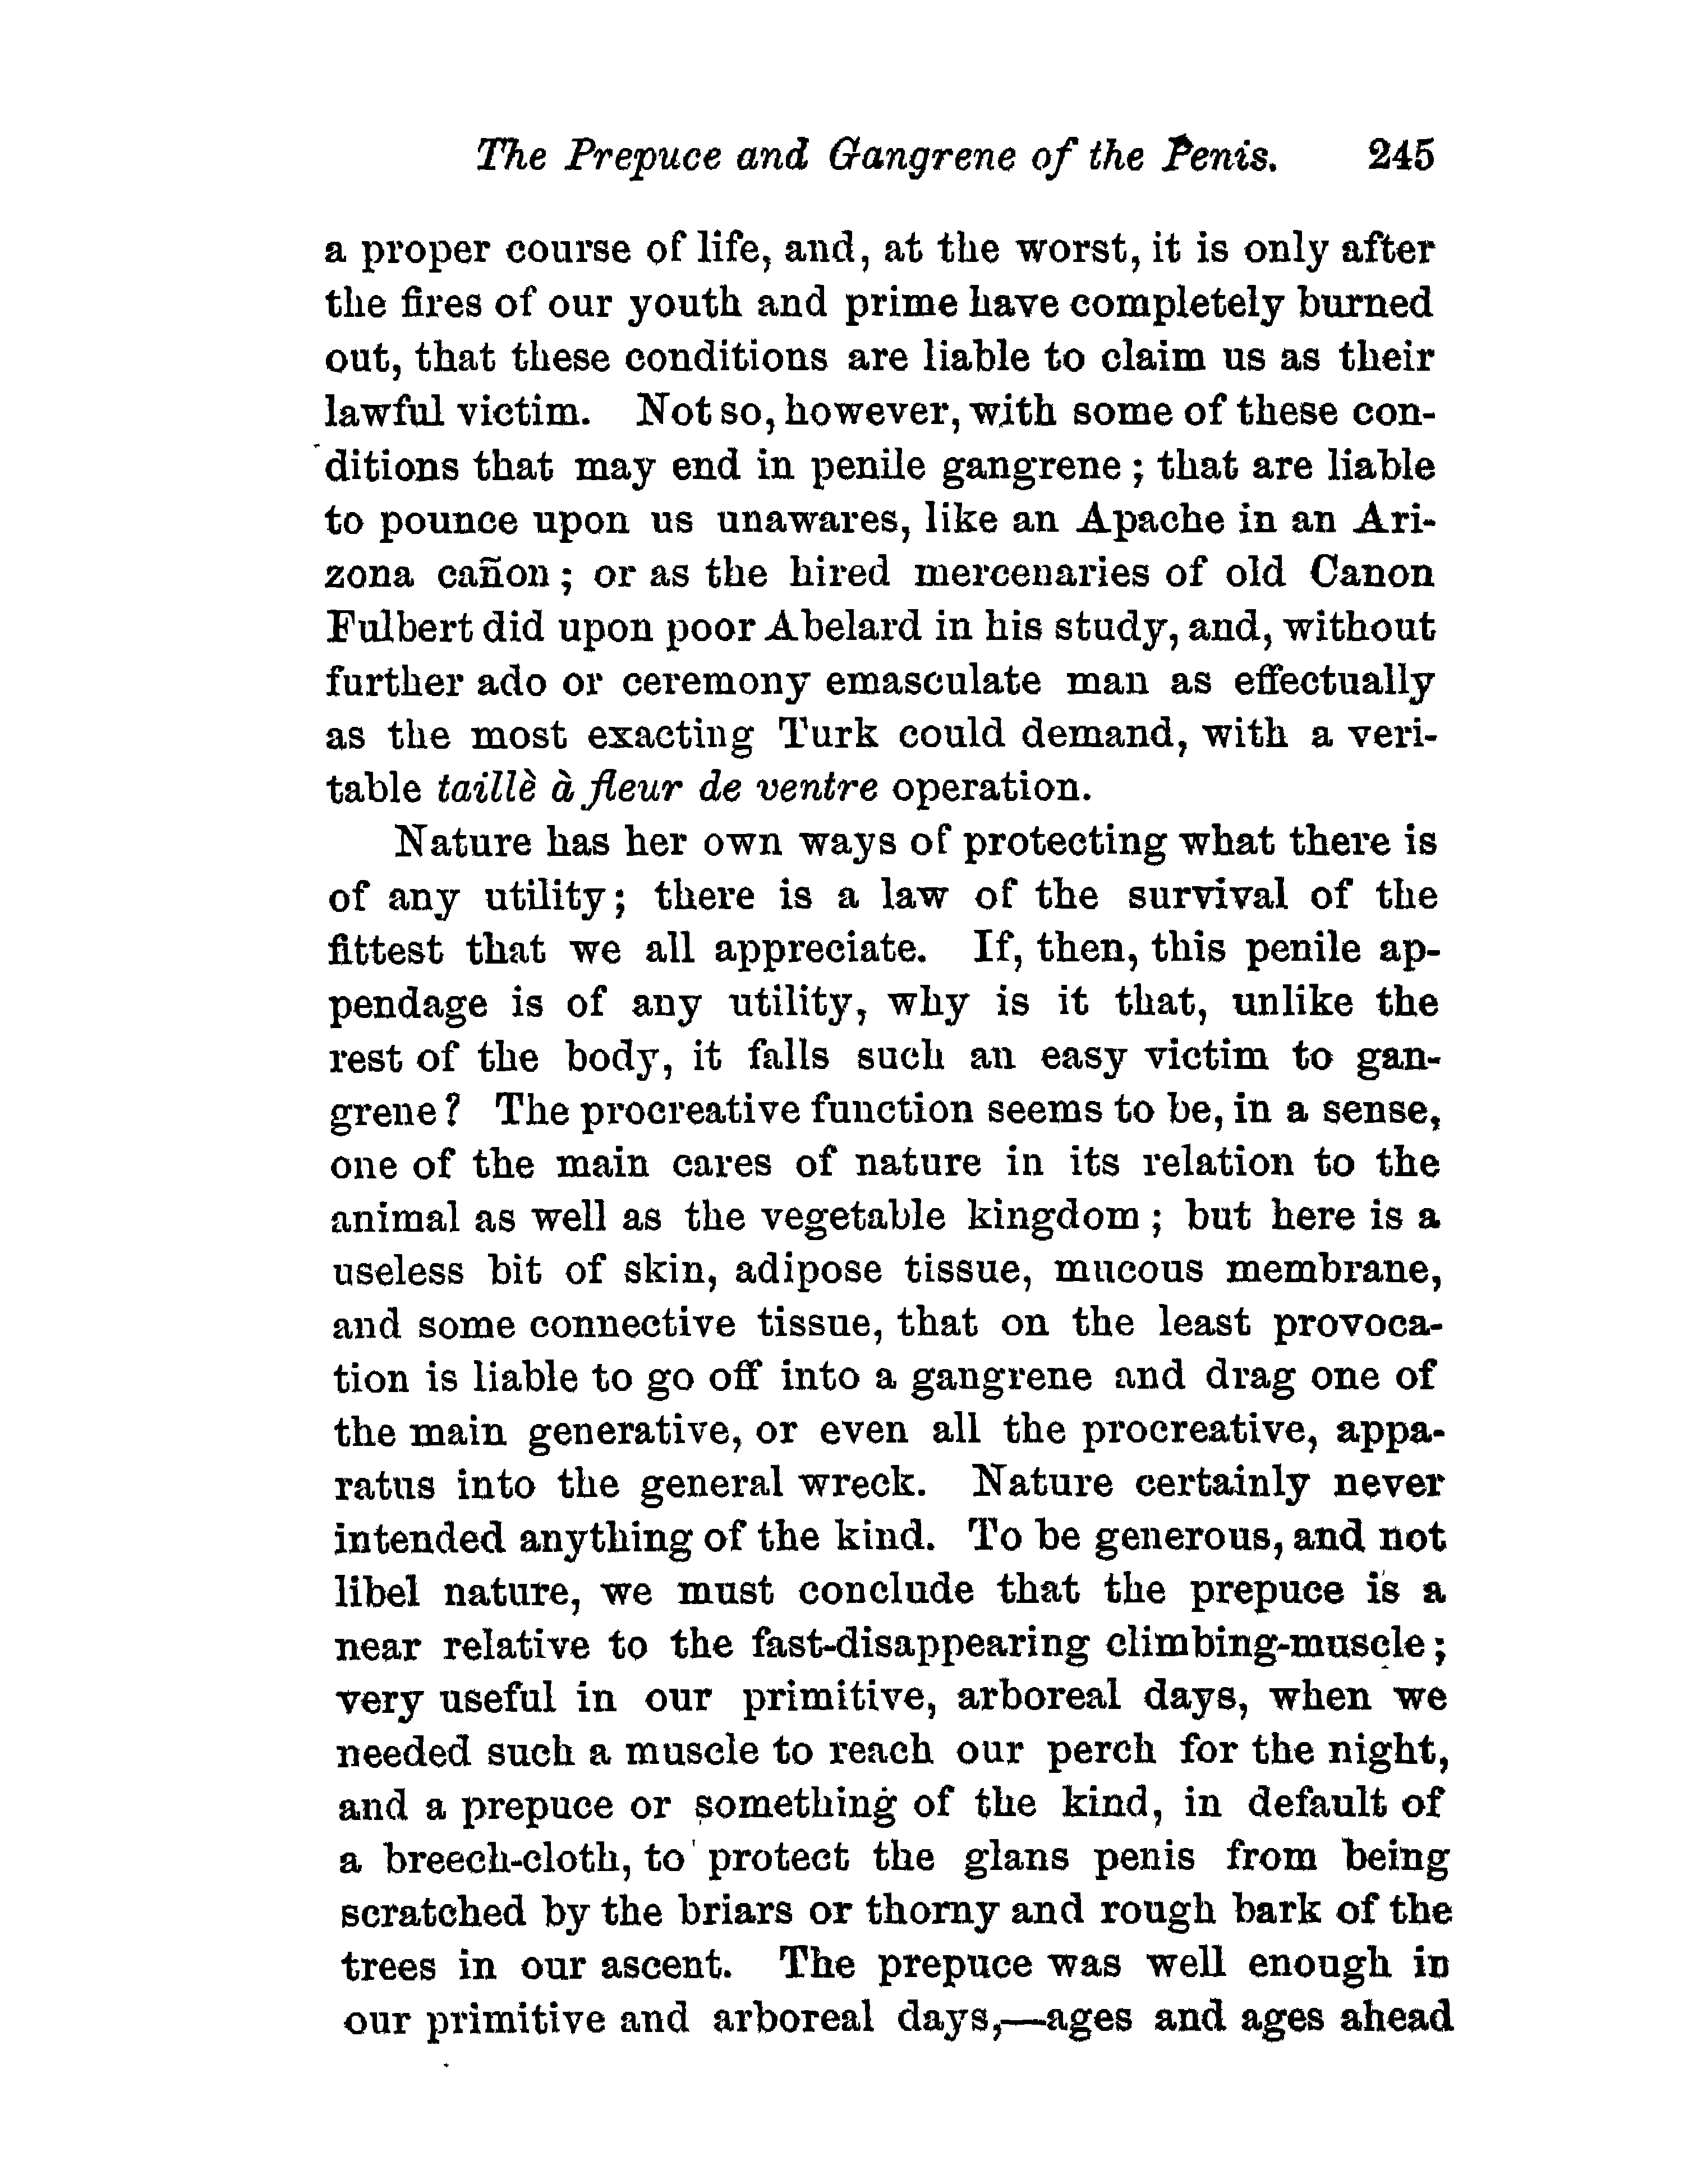 The Prepuce and Gangrene of the Penis. 245
a proper course of life, and, at the worst, it is only after
the fires of our youth and prime have completely burned
out, that these conditions are liable to claim us as their
lawful victim. Not so, however, with some of these con-
ditions that may end in penile gangrene; that are liable
to pounce upon us unawares, like an Apache in an Ari-
zona cañon; or as the hired mercenaries of old Canon
Fulbert did upon poor Abelard in his study, and, without
further ado or ceremony emasculate man as effectually
as the most exacting Turk could demand, with a veri-
table taillè à fleur de ventre operation.
Nature has her own ways of protecting what there is
of any utility; there is a law of the survival of the
fittest that we all appreciate. If, then, this penile ap-
pendage is of any utility, why is it that, unlike the
rest of the body, it falls such an easy victim to gan-
grene? The procreative function seems to be, in a sense,
one of the main cares of nature in its relation to the
animal as well as the vegetable kingdom; but here is a
useless bit of skin, adipose tissue, mucous membrane,
and some connective tissue, that on the least provoca-
tion is liable to go off into a gangrene and drag one of
the main generative, or even all the procreative, appa-
ratus into the general wreck. Nature certainly never
intended anything of the kind. To be generous, and not
libel nature, we must conclude that the prepuce is a
near relative to the fast-disappearing climbing-muscle;
very useful in our primitive, arboreal days, when we
needed such a muscle to reach our perch for the night,
and a prepuce or something of the kind, in default of
a breech-cloth, to protect the glans penis from being
scratched by the briars or thorny and rough bark of the
trees in our ascent. The prepuce was well enough in
our primitive and arboreal days,—ages and ages ahead